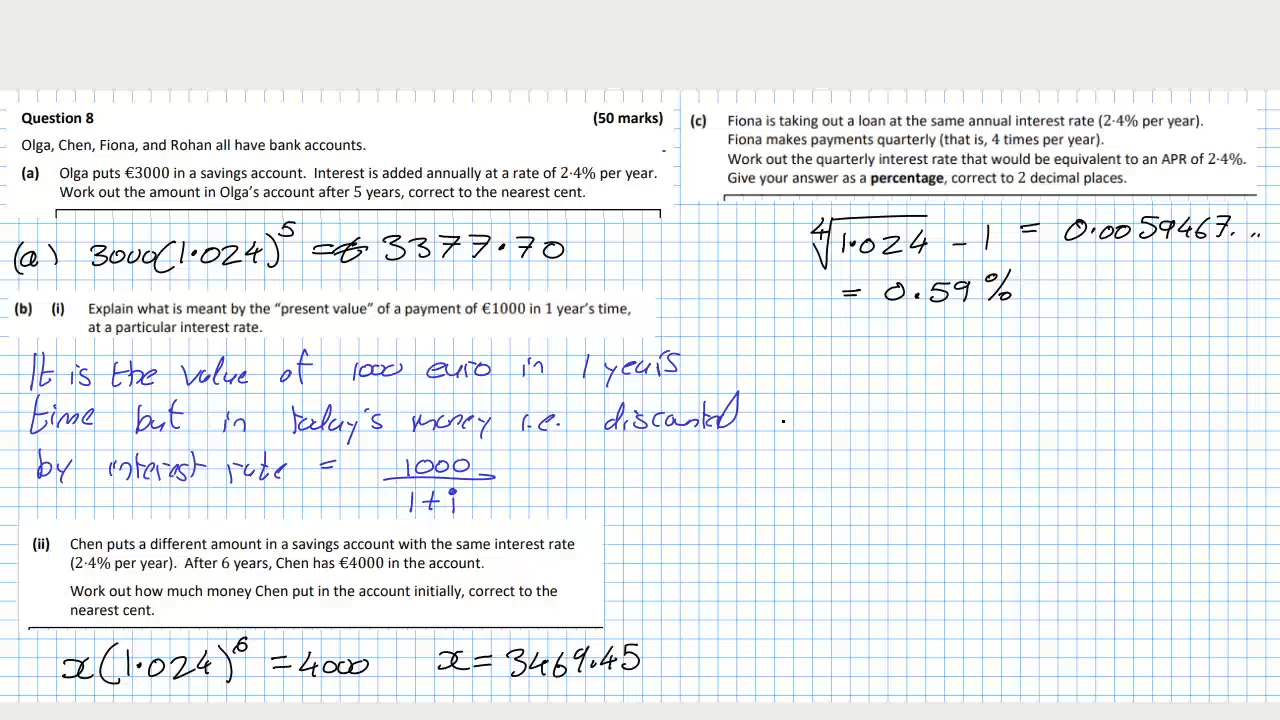 Question 8 (50 marks)
Olga, Chen, Fiona, and Rohan all have bank accounts.
(a) Olga puts €3000 in a savings account. Interest is added annually at a rate of 2·4% per year.
Work out the amount in Olga's account after 5 years, correct to the nearest cent.
(a) 3000(1·024)^5 = € 3377·70
(b) (i) Explain what is meant by the "present value" of a payment of €1000 in 1 year's time,
at a particular interest rate.
It is the value of 1000 euro in 1 year's
time but in today's money i.e. discounted
by interest rate = 1000 / 1+i
(ii) Chen puts a different amount in a savings account with the same interest rate
(2·4% per year). After 6 years, Chen has €4000 in the account.
Work out how much money Chen put in the account initially, correct to the
nearest cent.
x(1·024)^6 = 4000 x = 3469.45
(c) Fiona is taking out a loan at the same annual interest rate (2·4% per year).
Fiona makes payments quarterly (that is, 4 times per year).
Work out the quarterly interest rate that would be equivalent to an APR of 2·4%.
Give your answer as a percentage, correct to 2 decimal places.
∜1·024 - 1 = 0.0059467...
= 0.59%